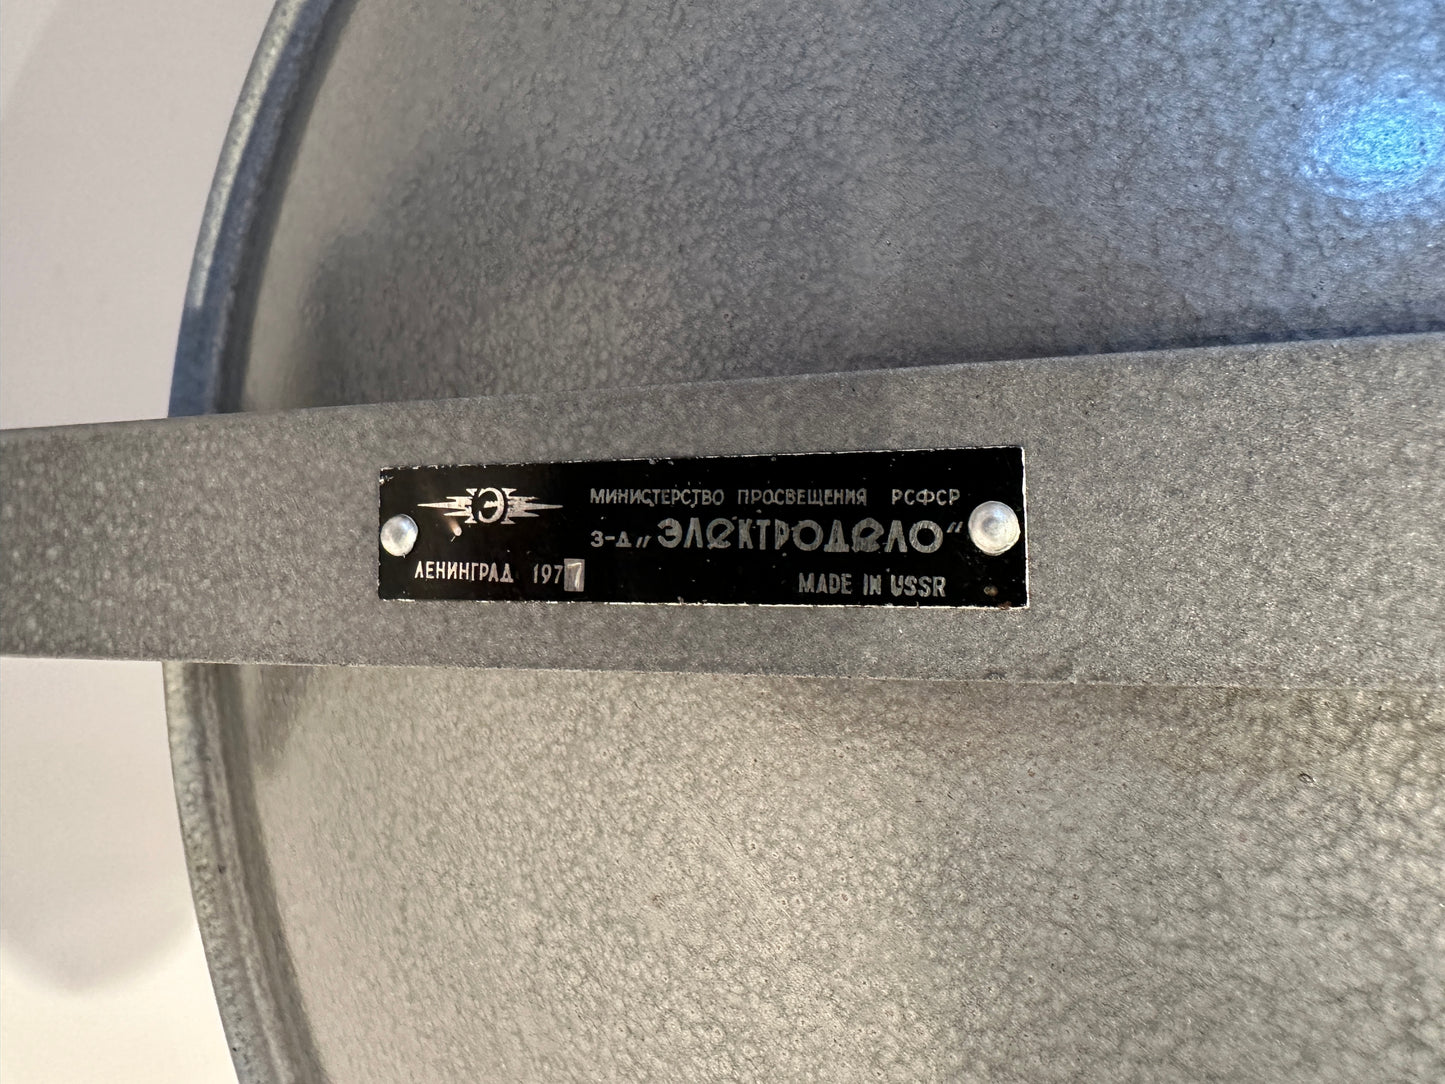 Э
МИНИСТЕРСТВО ПРОСВЕЩЕНИЯ РСФСР
З-Д „ЭЛЕКТРОДЕЛО“
ЛЕНИНГРАД 1977
MADE IN USSR